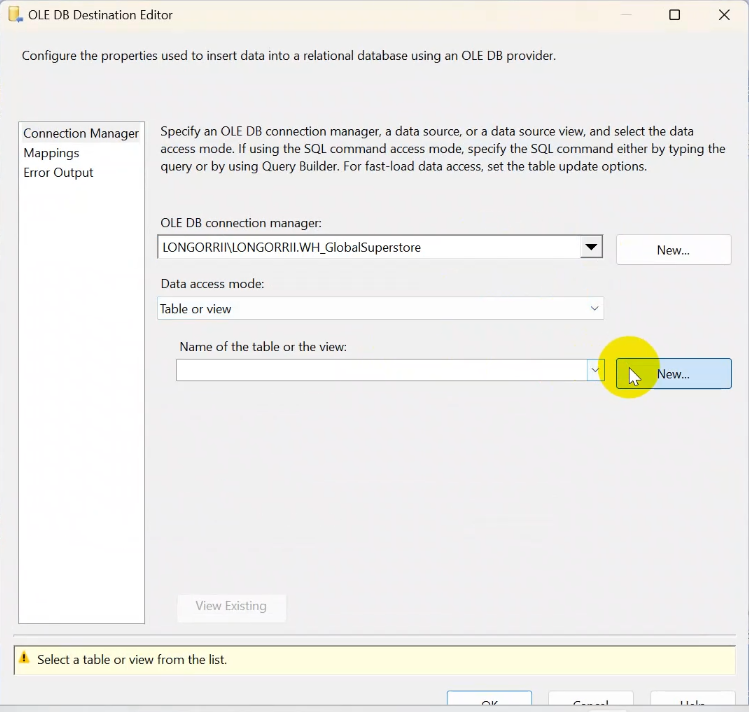 OLE DB Destination Editor
Configure the properties used to insert data into a relational database using an OLE DB provider.
Connection Manager
Mappings
Error Output
Specify an OLE DB connection manager, a data source, or a data source view, and select the data
access mode. If using the SQL command access mode, specify the SQL command either by typing the
query or by using Query Builder. For fast-load data access, set the table update options.
OLE DB connection manager:
LONGORRII\LONGORRII.WH_GlobalSuperstore
New...
Data access mode:
Table or view
Name of the table or the view:
New...
View Existing
Select a table or view from the list.
OK
Cancel
Help